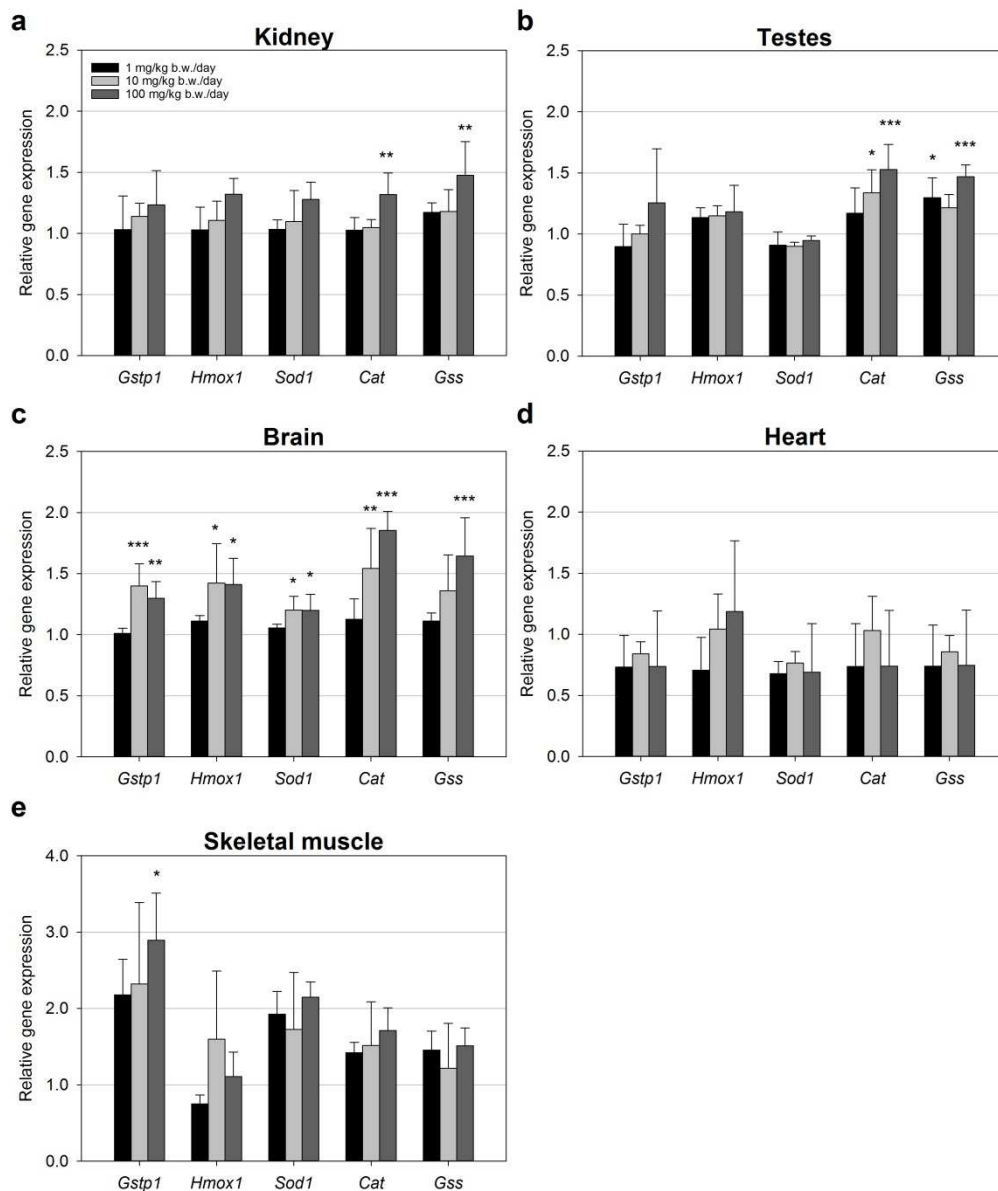 a
Kidney
Relative gene expression
2.5
2.0
1.5
1.0
0.5
0.0
1 mg/kg b.w./day
10 mg/kg b.w./day
100 mg/kg b.w./day
**
**
Gstp1 Hmox1 Sod1 Cat Gss
b
Testes
Relative gene expression
2.5
2.0
1.5
1.0
0.5
0.0
* *** * ***
Gstp1 Hmox1 Sod1 Cat Gss
c
Brain
Relative gene expression
2.5
2.0
1.5
1.0
0.5
0.0
*** ** * * * * ** *** ***
Gstp1 Hmox1 Sod1 Cat Gss
d
Heart
Relative gene expression
2.5
2.0
1.5
1.0
0.5
0.0
Gstp1 Hmox1 Sod1 Cat Gss
e
Skeletal muscle
Relative gene expression
4.0
3.0
2.0
1.0
0.0
*
Gstp1 Hmox1 Sod1 Cat Gss